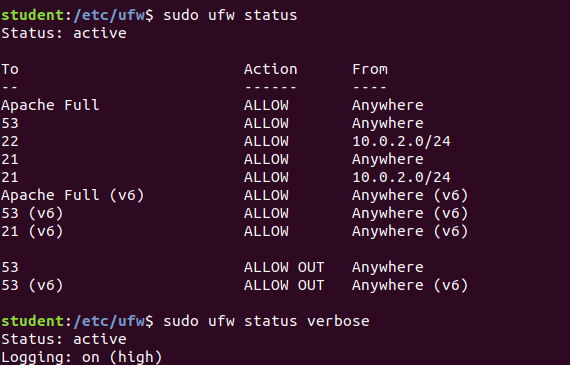 student:/etc/ufw$ sudo ufw status
Status: active
To Action From
-- ------ ----
Apache Full ALLOW Anywhere
53 ALLOW Anywhere
22 ALLOW 10.0.2.0/24
21 ALLOW Anywhere
21 ALLOW 10.0.2.0/24
Apache Full (v6) ALLOW Anywhere (v6)
53 (v6) ALLOW Anywhere (v6)
21 (v6) ALLOW Anywhere (v6)
53 ALLOW OUT Anywhere
53 (v6) ALLOW OUT Anywhere (v6)
student:/etc/ufw$ sudo ufw status verbose
Status: active
Logging: on (high)